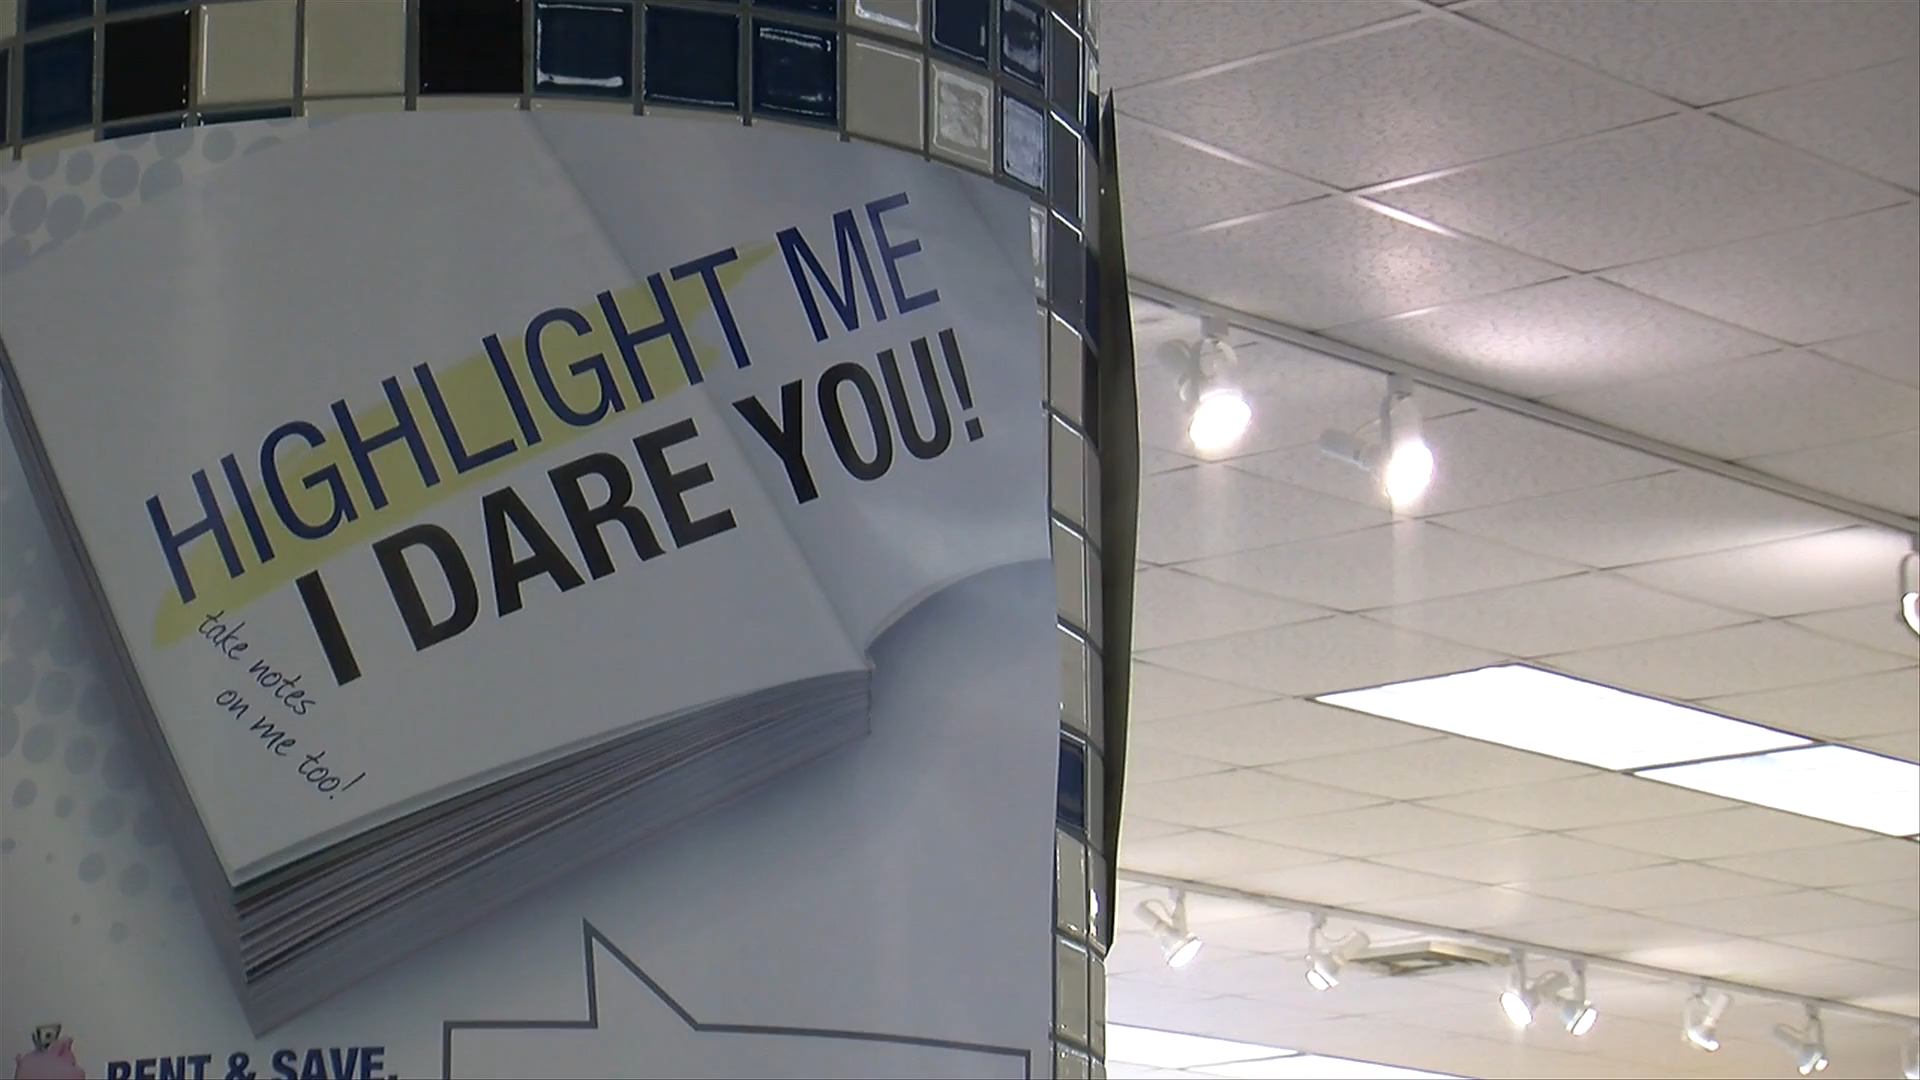 HIGHLIGHT ME
I DARE YOU!
take notes
on me too!
RENT & SAVE.